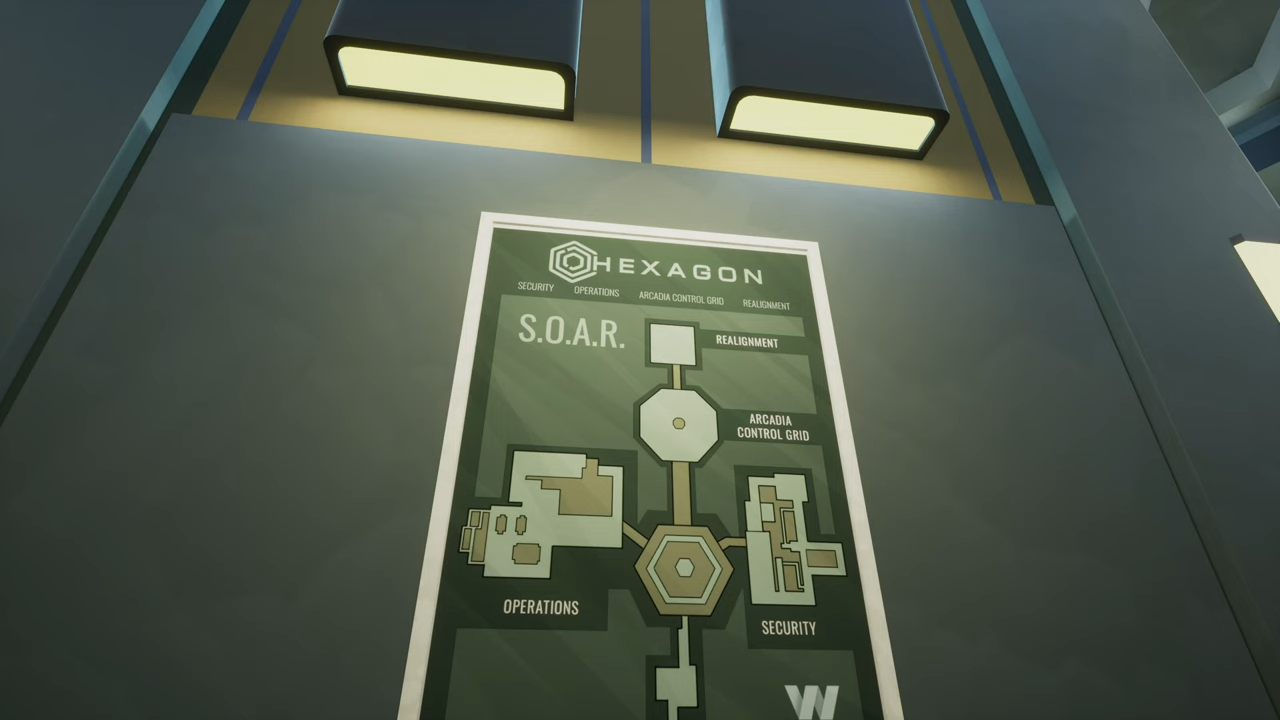 HEXAGON
SECURITY OPERATIONS ARCADIA CONTROL GRID REALIGNMENT
S.O.A.R.
REALIGNMENT
ARCADIA
CONTROL GRID
OPERATIONS
SECURITY
W